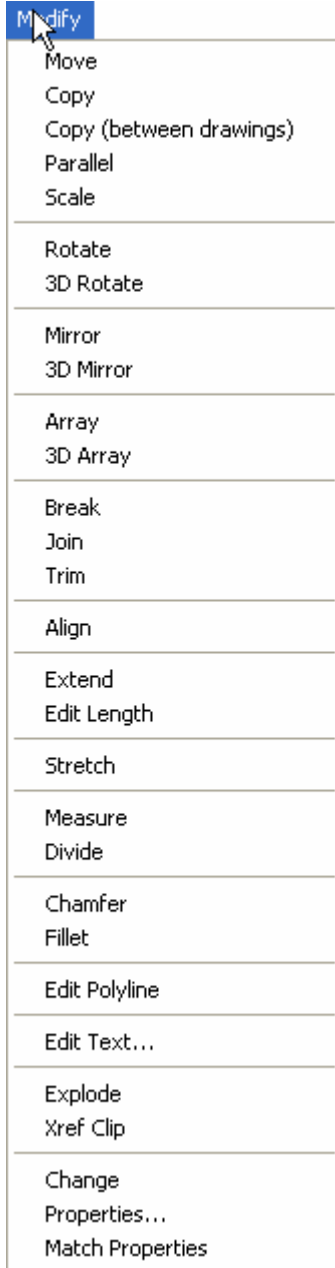 Modify
Move
Copy
Copy (between drawings)
Parallel
Scale
Rotate
3D Rotate
Mirror
3D Mirror
Array
3D Array
Break
Join
Trim
Align
Extend
Edit Length
Stretch
Measure
Divide
Chamfer
Fillet
Edit Polyline
Edit Text...
Explode
Xref Clip
Change
Properties...
Match Properties